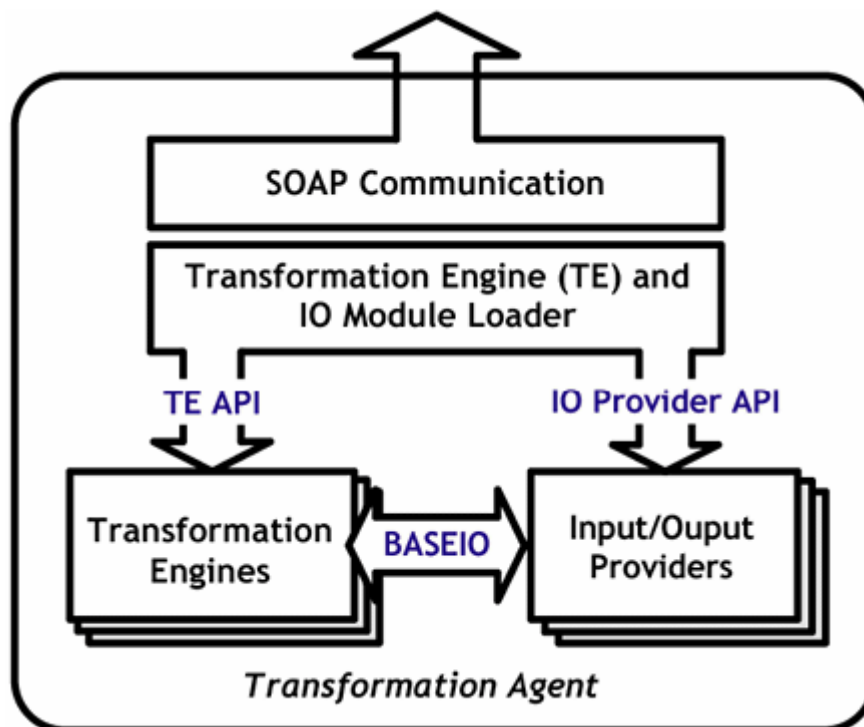 SOAP Communication
Transformation Engine (TE) and
IO Module Loader
TE API
IO Provider API
Transformation
Engines
BASEIO
Input/Ouput
Providers
Transformation Agent